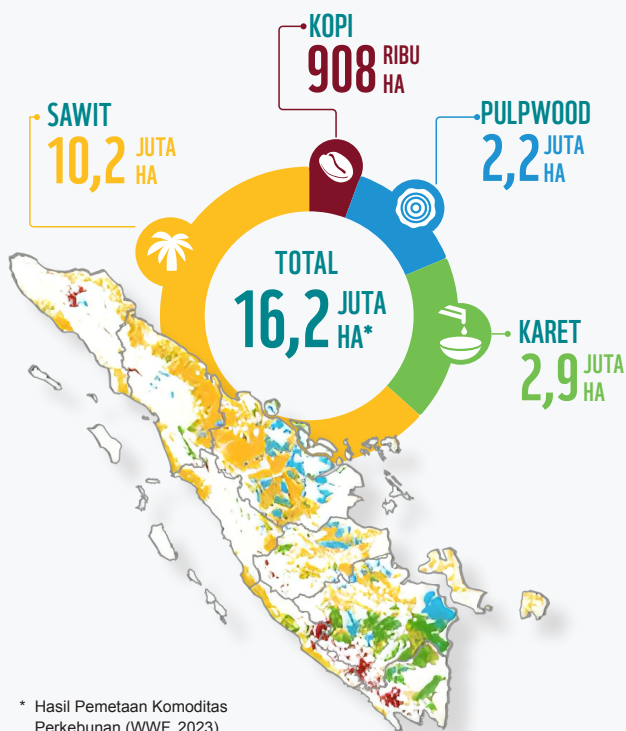 KOPI
908 RIBU HA
SAWIT
10,2 JUTA HA
PULPWOOD
2,2 JUTA HA
TOTAL
16,2 JUTA HA*
KARET
2,9 JUTA HA
* Hasil Pemetaan Komoditas
Perkebunan (WWF, 2023)